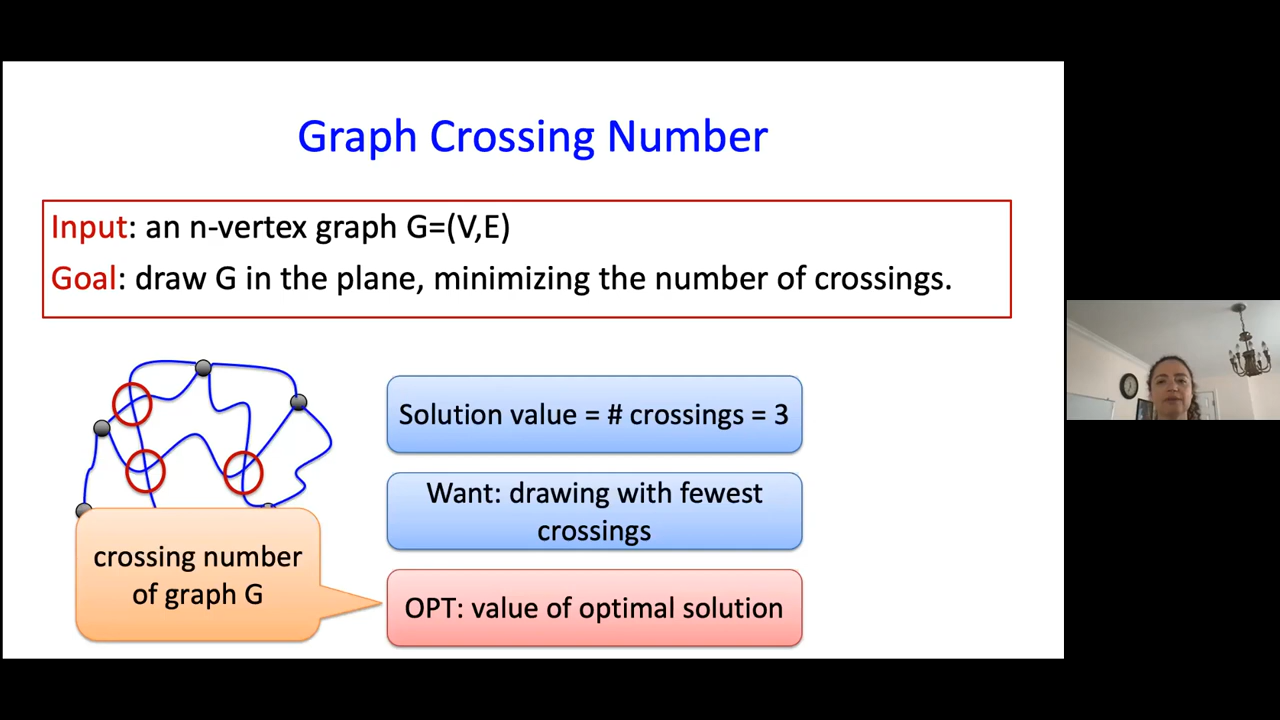 Graph Crossing Number
Input: an n-vertex graph G=(V,E)
Goal: draw G in the plane, minimizing the number of crossings.
Solution value = # crossings = 3
Want: drawing with fewest
crossings
crossing number
of graph G
OPT: value of optimal solution